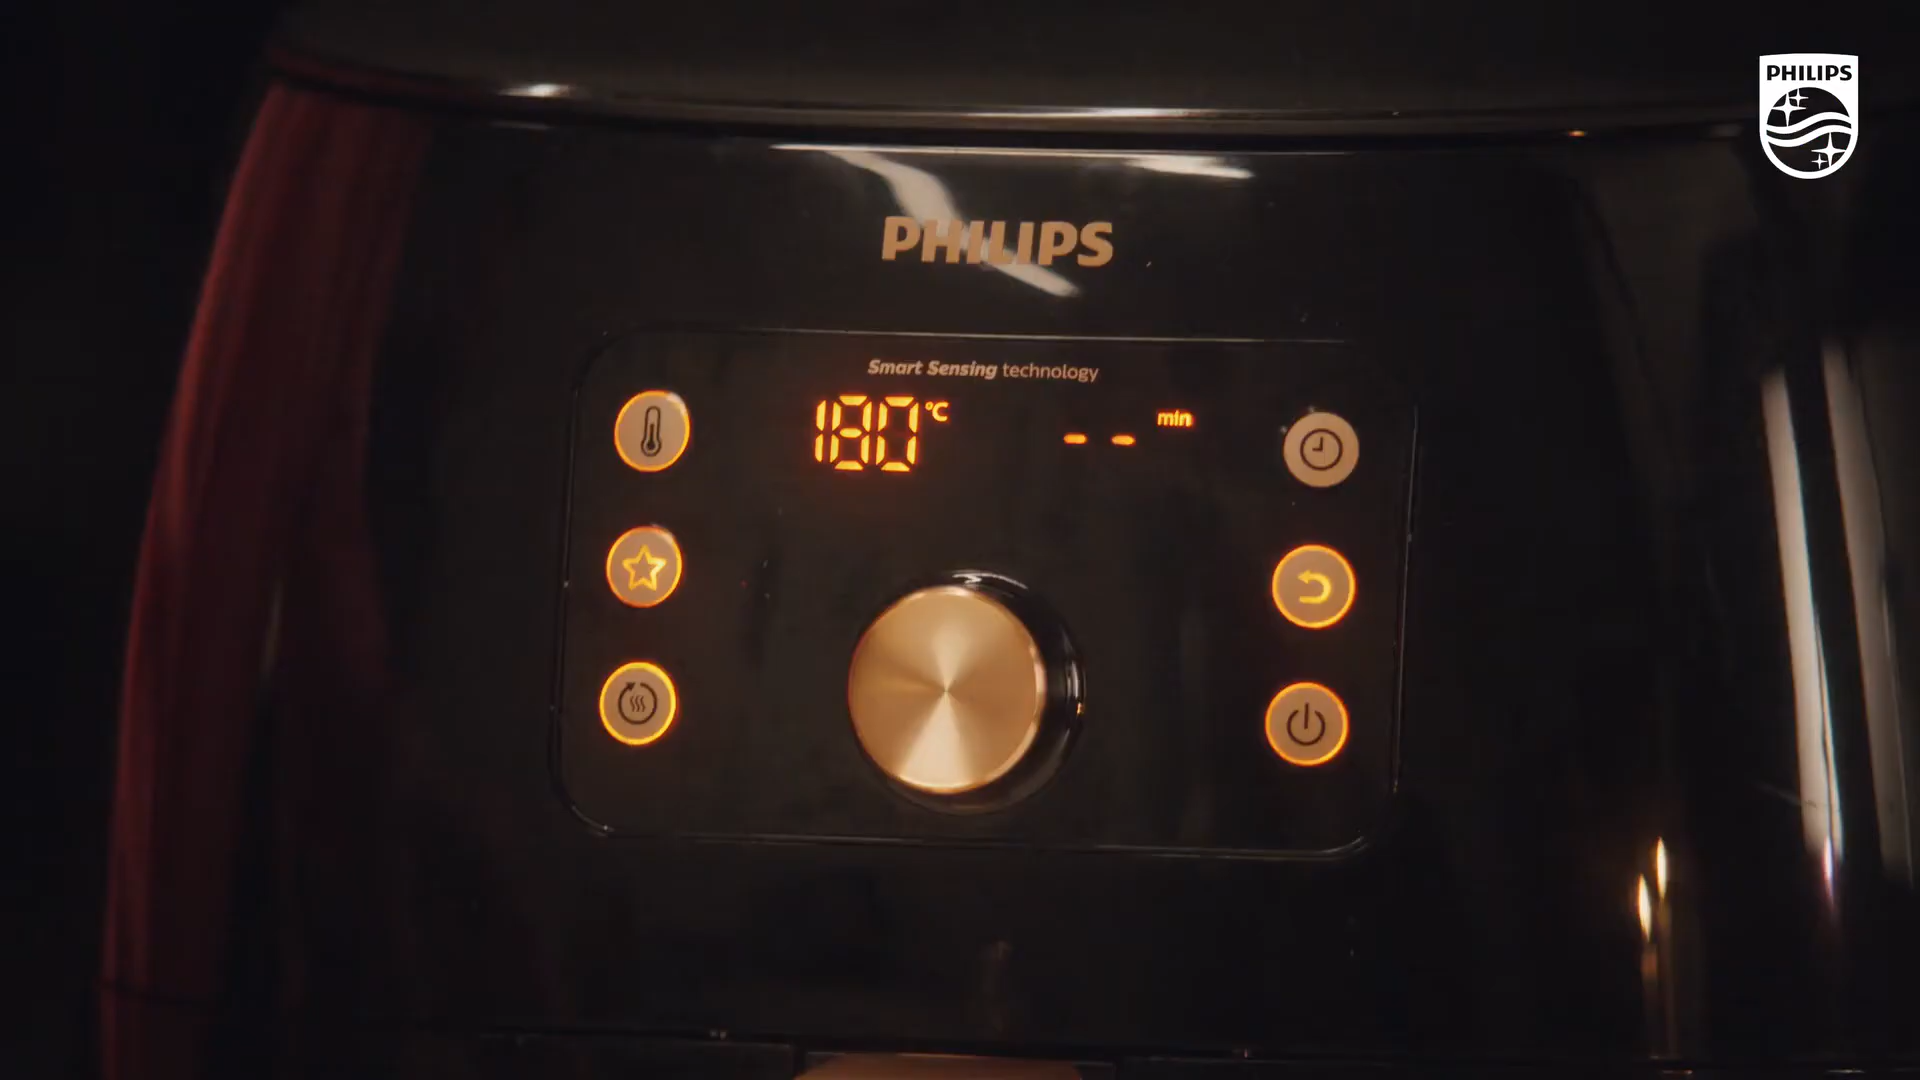 PHILIPS
PHILIPS
Smart Sensing technology
180°C
-- min